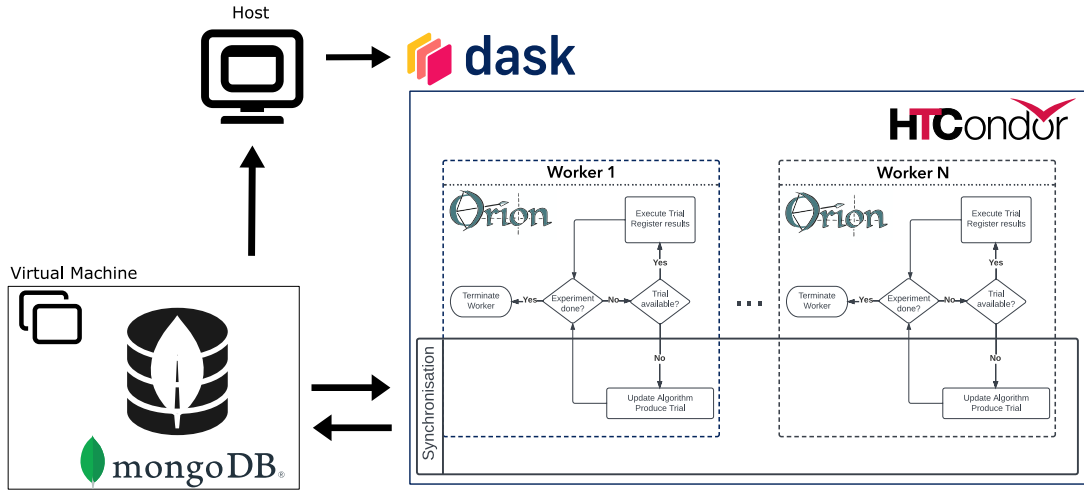 Host
dask
HTCondor
Worker 1
Worker N
Orion
Execute Trial
Register results
Yes
Terminate
Worker
Yes
Experiment
done?
No
Trial
available?
No
Update Algorithm
Produce Trial
...
Orion
Execute Trial
Register results
Yes
Terminate
Worker
Yes
Experiment
done?
No
Trial
available?
No
Update Algorithm
Produce Trial
Synchronisation
Virtual Machine
mongoDB®